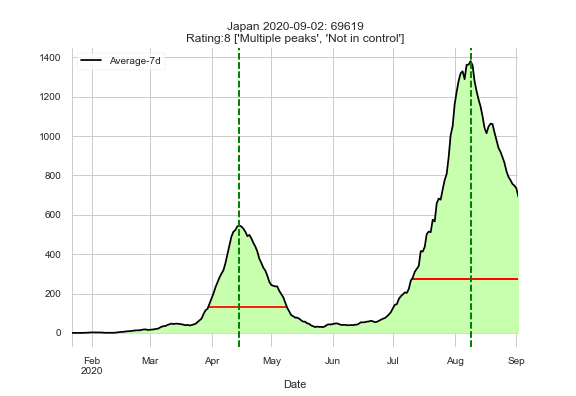 Japan 2020-09-02: 69619
Rating:8 ['Multiple peaks', 'Not in control']
Average-7d
1400
1200
1000
800
600
400
200
0
Feb Mar Apr May Jun Jul Aug Sep
2020
Date